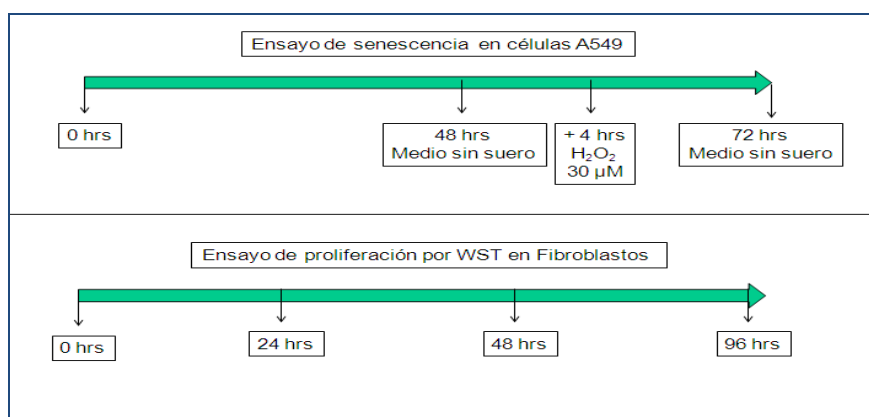 Ensayo de senescencia en células A549
0 hrs
48 hrs
Medio sin suero
+ 4 hrs
H₂O₂
30 µM
72 hrs
Medio sin suero
Ensayo de proliferación por WST en Fibroblastos
0 hrs
24 hrs
48 hrs
96 hrs